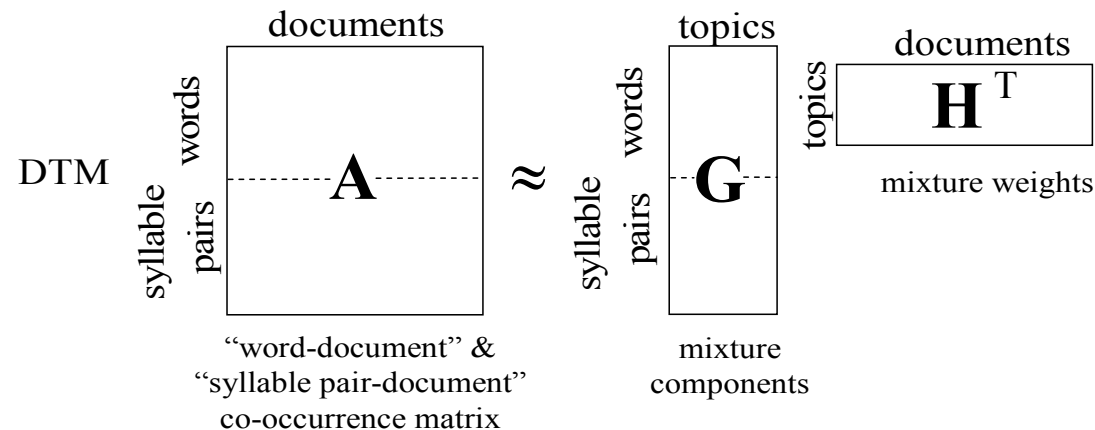 documents
topics
documents
words
words
topics
H T
DTM
A
≈
G
mixture weights
syllable
pairs
syllable
pairs
“word-document” &
“syllable pair-document”
co-occurrence matrix
mixture
components